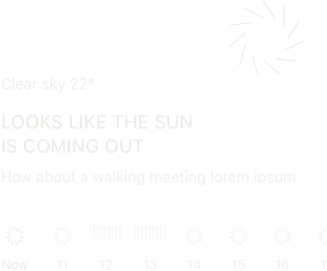 Clear sky 22°
LOOKS LIKE THE SUN
IS COMING OUT
How about a walking meeting lorem ipsum
Now 11 12 13 14 15 16